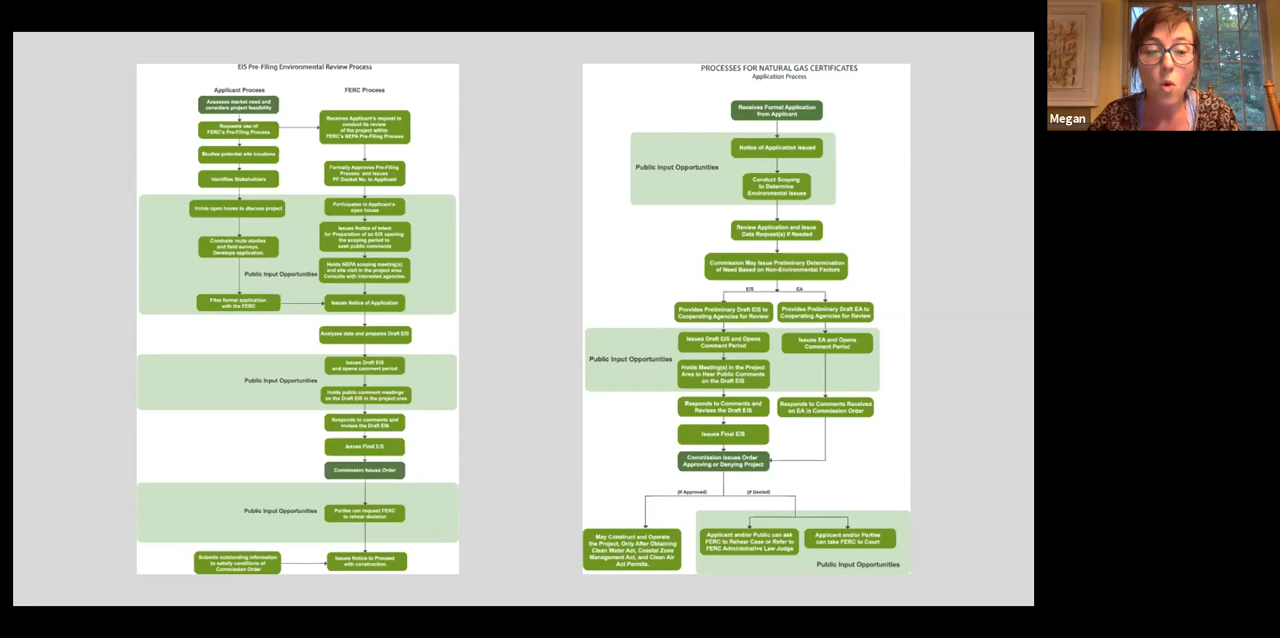 EIS Pre-Filing Environmental Review Process
Applicant Process
FERC Process
Assesses market need and
considers project feasibility
Requests use of
FERC's Pre-Filing Process
Studies potential site locations
Identifies Stakeholders
Receives Applicant's request to
conduct its review
of the project within
FERC's NEPA Pre-Filing Process
Formally Approves Pre-Filing
Process and issues
PF Docket No. to Applicant
Holds open house to discuss project
Participates in Applicant's
open house
Conducts route studies
and field surveys.
Develops application.
Issues Notice of Intent
for Preparation of an EIS opening
the scoping period to
seek public comments
Public Input Opportunities
Holds NEPA scoping meeting(s)
and site visit in the project area.
Consults with interested agencies.
Files formal application
with the FERC
Issues Notice of Application
Analyzes data and prepares Draft EIS
Public Input Opportunities
Issues Draft EIS
and opens comment period
Holds public comment meetings
on the Draft EIS in the project area
Responds to comments and
revises the Draft EIS
Issues Final EIS
Commission Issues Order
Public Input Opportunities
Parties can request FERC
to rehear decision
Submits outstanding information
to satisfy conditions of
Commission Order
Issues Notice to Proceed
with construction.
PROCESSES FOR NATURAL GAS CERTIFICATES
Application Process
Receives Formal Application
from Applicant
Public Input Opportunities
Notice of Application Issued
Conduct Scoping
to Determine
Environmental Issues
Review Application and Issue
Data Request(s) if Needed
Commission May Issue Preliminary Determination
of Need Based on Non-Environmental Factors
EIS
EA
Provides Preliminary Draft EIS to
Cooperating Agencies for Review
Provides Preliminary Draft EA to
Cooperating Agencies for Review
Public Input Opportunities
Issues Draft EIS and Opens
Comment Period
Issues EA and Opens
Comment Period
Holds Meeting(s) in the Project
Area to Hear Public Comments
on the Draft EIS
Responds to Comments and
Revises the Draft EIS
Responds to Comments Received
on EA in Commission Order
Issues Final EIS
Commission Issues Order
Approving or Denying Project
(If Approved)
(If Denied)
May Construct and Operate
the Project, Only After Obtaining
Clean Water Act, Coastal Zone
Management Act, and Clean Air
Act Permits.
Applicant and/or Public can ask
FERC to Rehear Case or Refer to
FERC Administrative Law Judges
Applicant and/or Parties
can take FERC to Court
Public Input Opportunities
Megan